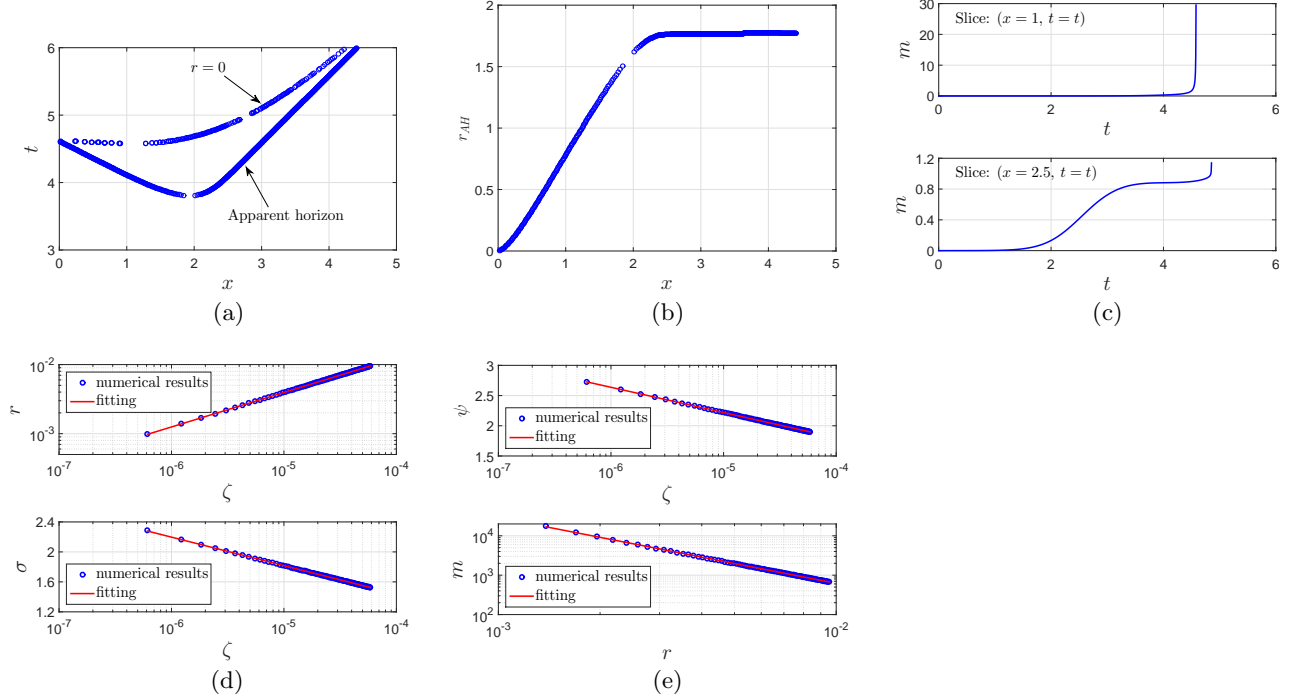 6
5
4
3
t
r = 0
Apparent horizon
0 1 2 3 4 5
x
(a)
2
1.5
1
0.5
0
r_AH
0 1 2 3 4 5
x
(b)
30
20
10
0
m
Slice: (x = 1, t = t)
0 2 4 6
t
1.2
0.8
0.4
0
m
Slice: (x = 2.5, t = t)
0 2 4 6
t
(c)
10^-2
10^-3
r
numerical results
fitting
10^-7 10^-6 10^-5 10^-4
ζ
2.4
2
1.6
1.2
σ
numerical results
fitting
10^-7 10^-6 10^-5 10^-4
ζ
(d)
3
2.5
2
1.5
ψ
numerical results
fitting
10^-7 10^-6 10^-5 10^-4
ζ
10^4
10^3
10^2
m
numerical results
fitting
10^-3 10^-2
r
(e)